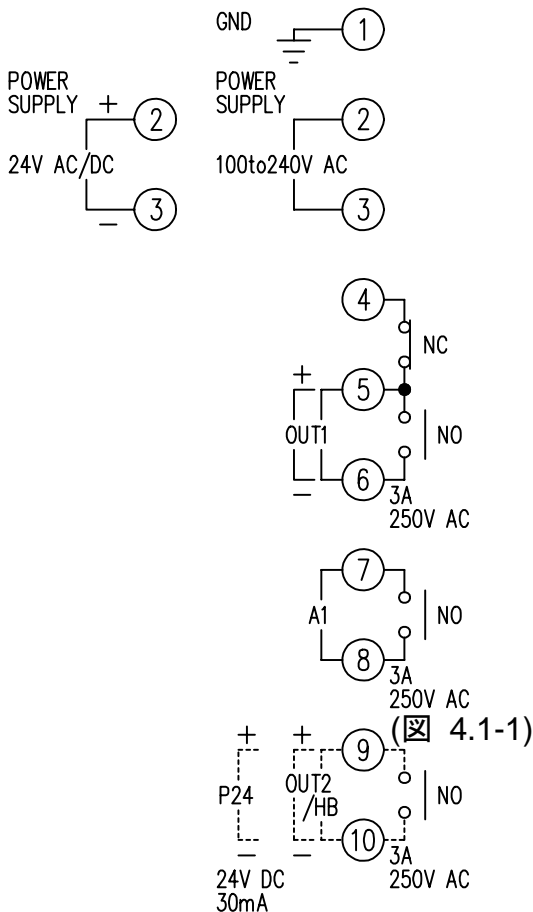 GND
1
POWER
SUPPLY
+
2
24V AC/DC
-
3
POWER
SUPPLY
2
100to240V AC
3
4
NC
+
5
OUT1
NO
-
6
3A
250V AC
7
A1
NO
8
3A
250V AC
(図 4.1-1)
+
+
9
P24
OUT2
/HB
NO
-
-
10
24V DC
30mA
3A
250V AC